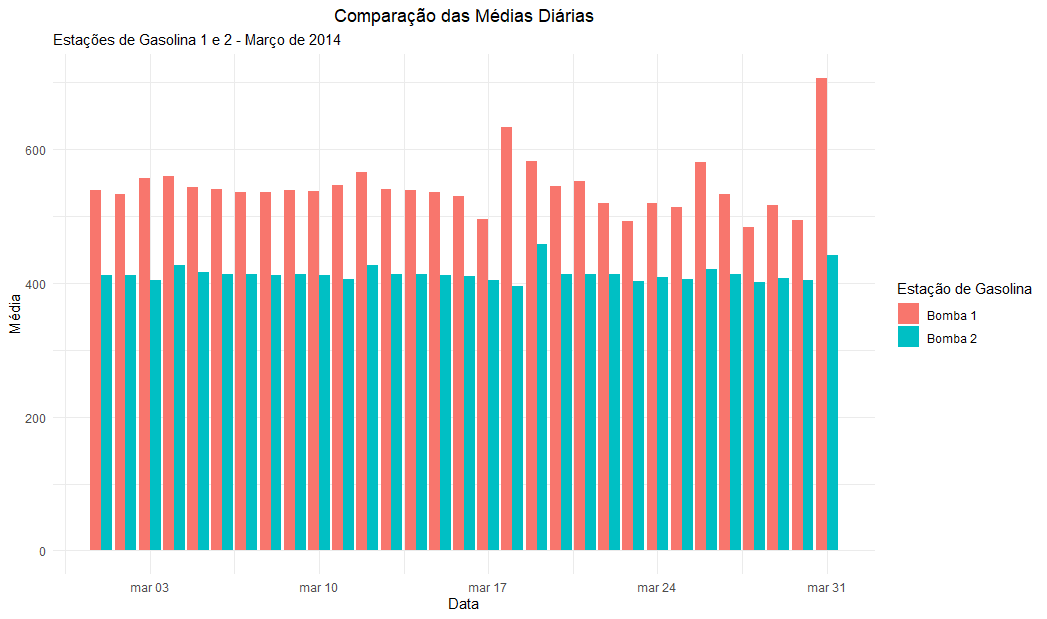 Comparação das Médias Diárias
Estações de Gasolina 1 e 2 - Março de 2014
600
400
200
0
Média
mar 03
mar 10
mar 17
mar 24
mar 31
Data
Estação de Gasolina
Bomba 1
Bomba 2